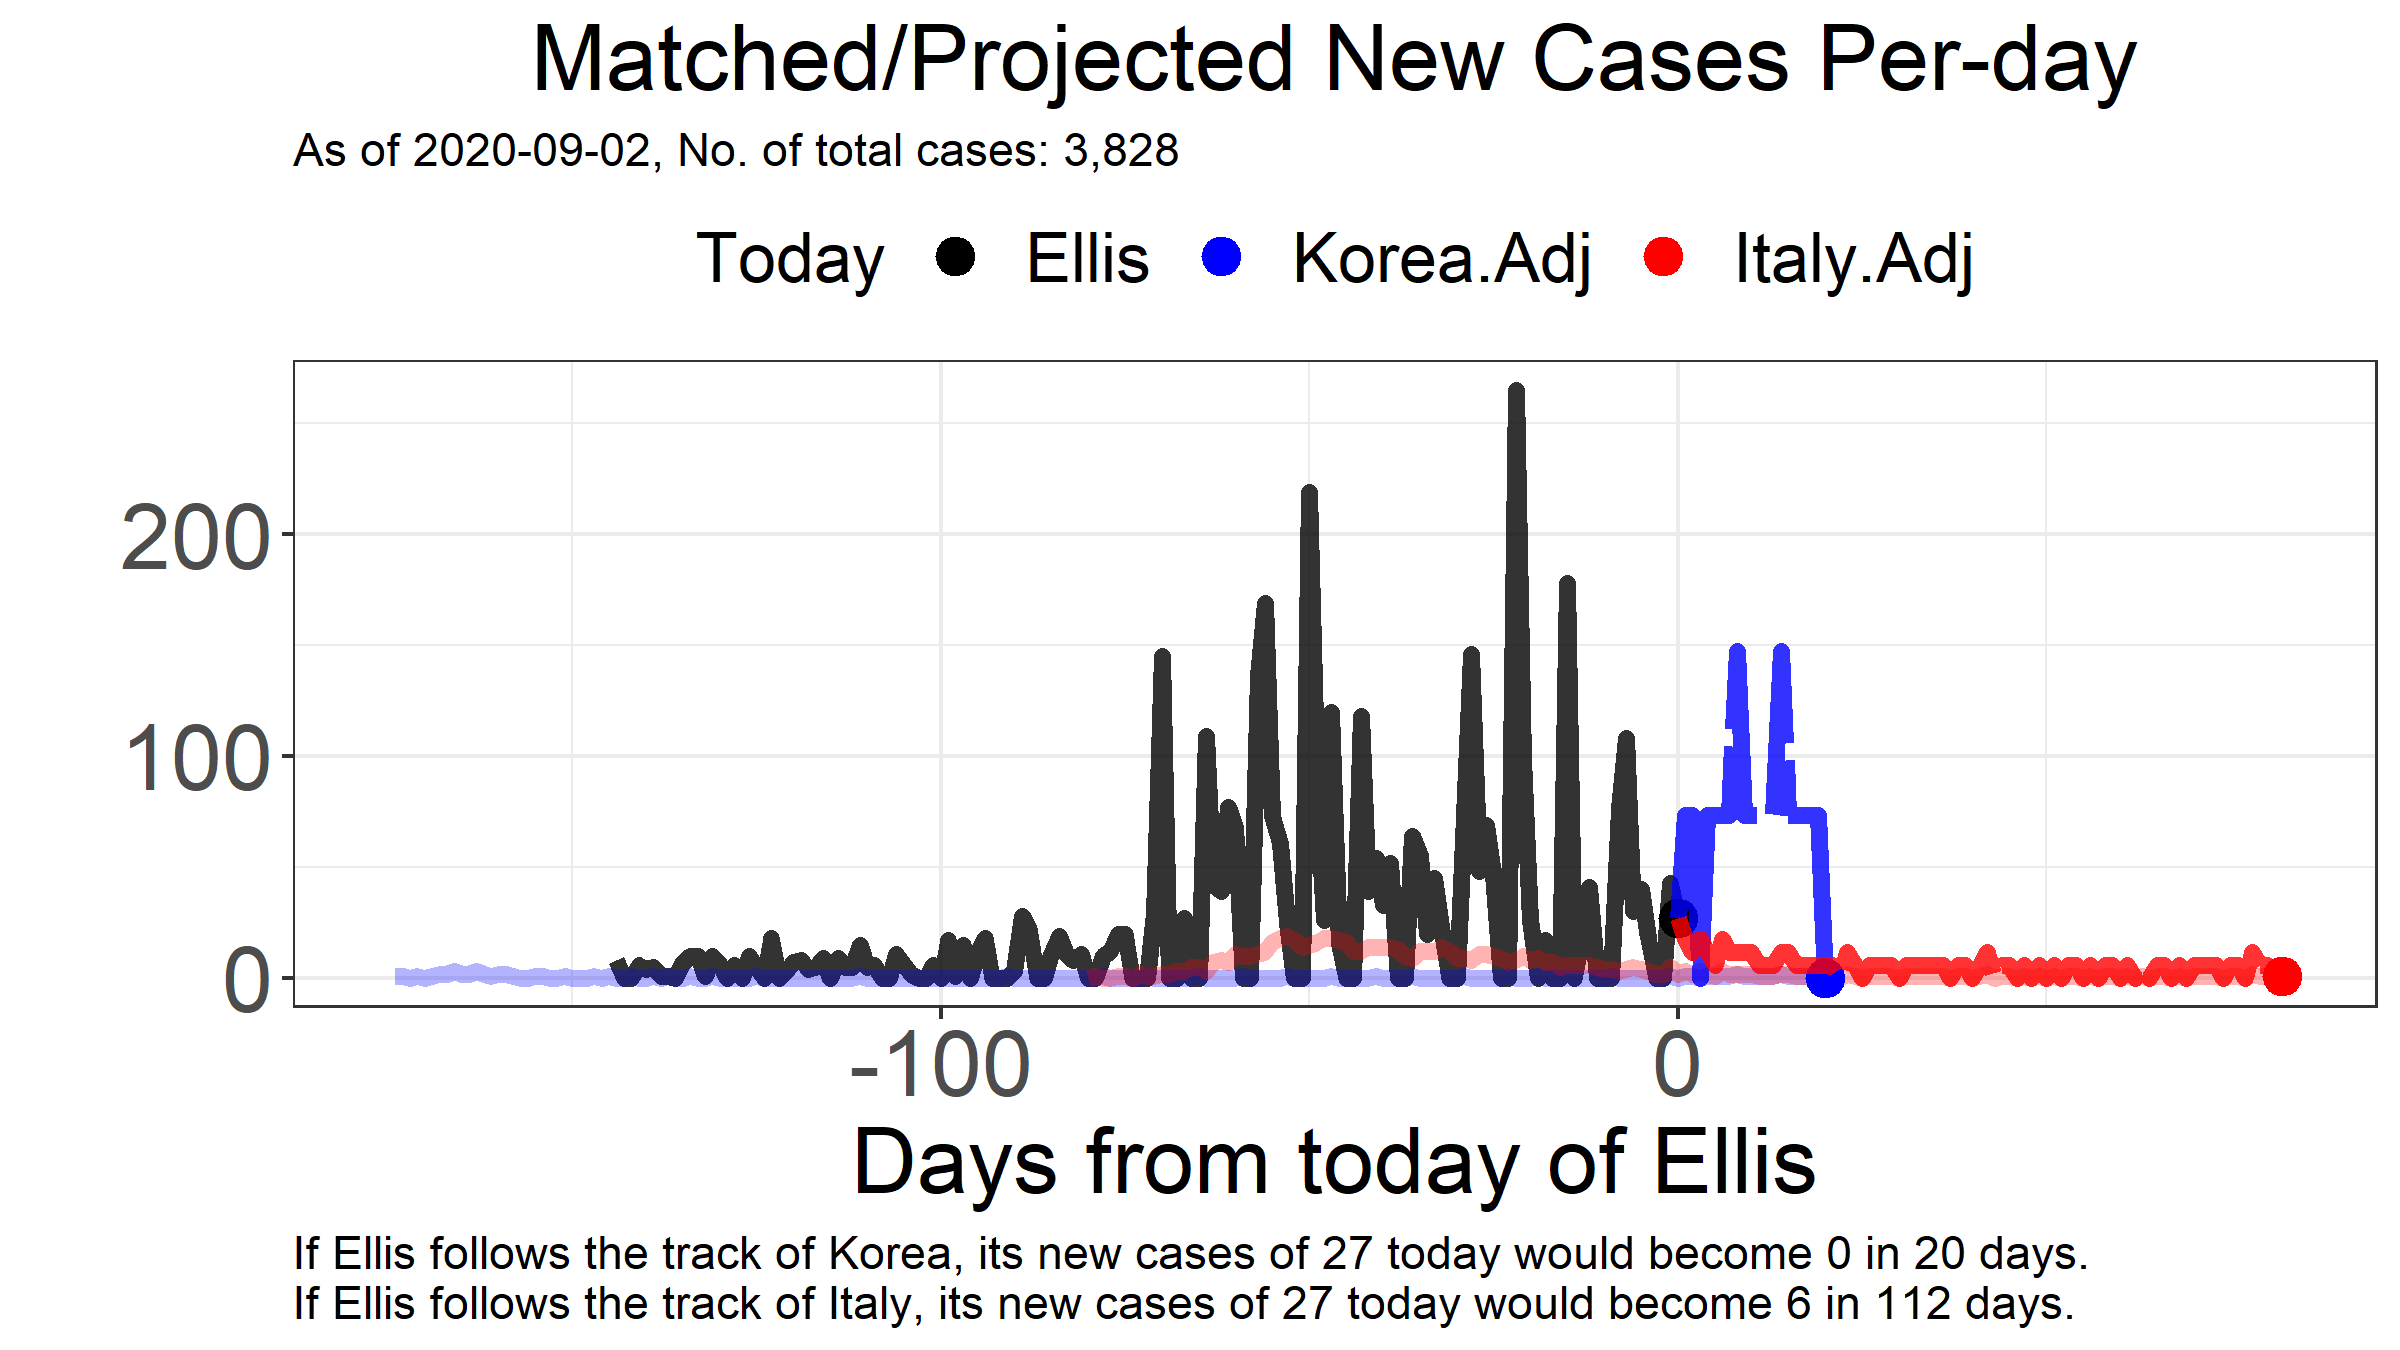 Matched/Projected New Cases Per-day
As of 2020-09-02, No. of total cases: 3,828
Today Ellis Korea.Adj Italy.Adj
200
100
0
-100 0
Days from today of Ellis
If Ellis follows the track of Korea, its new cases of 27 today would become 0 in 20 days.
If Ellis follows the track of Italy, its new cases of 27 today would become 6 in 112 days.